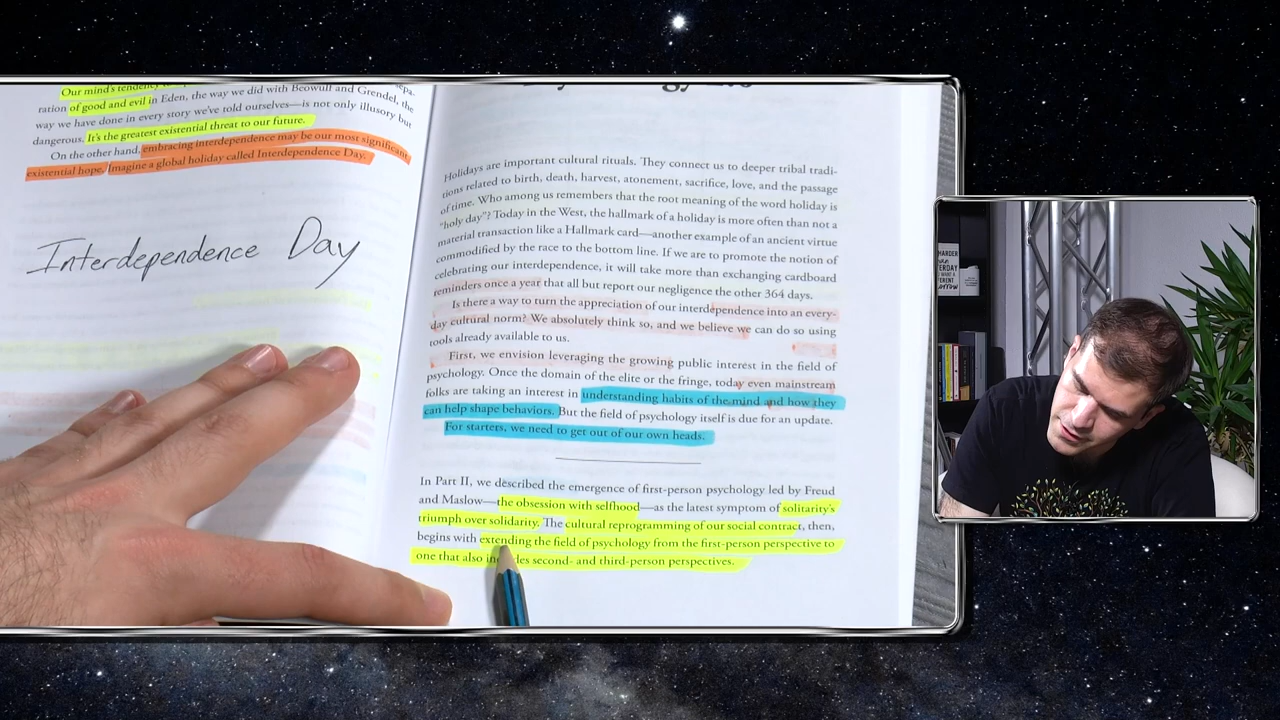 Our mind's tendency
ration of good and evil in Eden, the way we did with Beowulf and Grendel, the
way we have done in every story we've told ourselves—is not only illusory but
dangerous. It's the greatest existential threat to our future.
On the other hand, embracing interdependence may be our most significant
existential hope. Imagine a global holiday called Interdependence Day.
Interdependence Day
Holidays are important cultural rituals. They connect us to deeper tribal tradi-
tions related to birth, death, harvest, atonement, sacrifice, love, and the passage
of time. Who among us remembers that the root meaning of the word holiday is
"holy day"? Today in the West, the hallmark of a holiday is more often than not a
material transaction like a Hallmark card—another example of an ancient virtue
commodified by the race to the bottom line. If we are to promote the notion of
celebrating our interdependence, it will take more than exchanging cardboard
reminders once a year that all but report our negligence the other 364 days.
Is there a way to turn the appreciation of our interdependence into an every-
day cultural norm? We absolutely think so, and we believe we can do so using
tools already available to us.
First, we envision leveraging the growing public interest in the field of
psychology. Once the domain of the elite or the fringe, today even mainstream
folks are taking an interest in understanding habits of the mind and how they
can help shape behaviors. But the field of psychology itself is due for an update.
For starters, we need to get out of our own heads.
In Part II, we described the emergence of first-person psychology led by Freud
and Maslow—the obsession with selfhood—as the latest symptom of solitarity's
triumph over solidarity. The cultural reprogramming of our social contract, then,
begins with extending the field of psychology from the first-person perspective to
one that also includes second- and third-person perspectives.